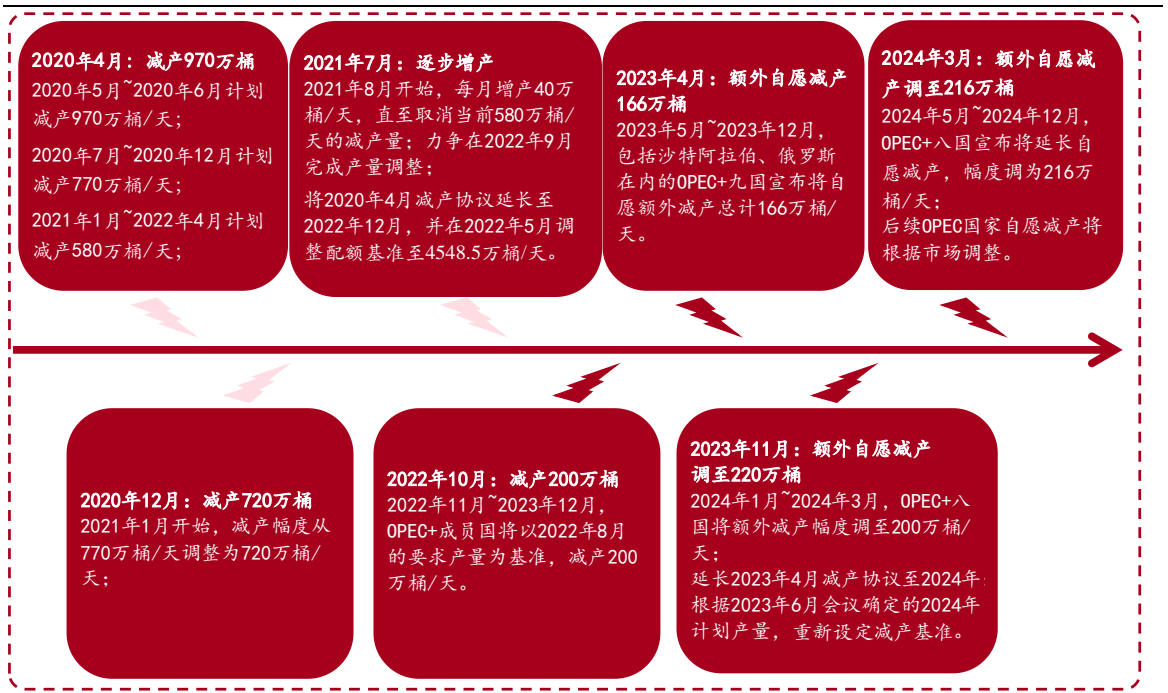 2020年4月：减产970万桶
2020年5月~2020年6月计划
减产970万桶/天；
2020年7月~2020年12月计划
减产770万桶/天；
2021年1月~2022年4月计划
减产580万桶/天；
2021年7月：逐步增产
2021年8月开始，每月增产40万
桶/天，直至取消当前580万桶/
天的减产量；力争在2022年9月
完成产量调整；
将2020年4月减产协议延长至
2022年12月，并在2022年5月调
整配额基准至4548.5万桶/天。
2023年4月：额外自愿减产
166万桶
2023年5月~2023年12月，
包括沙特阿拉伯、俄罗斯
在内的OPEC+九国宣布将自
愿额外减产总计166万桶/
天。
2024年3月：额外自愿减
产调至216万桶
2024年5月~2024年12月，
OPEC+八国宣布将延长自
愿减产，幅度调为216万
桶/天；
后续OPEC国家自愿减产将
根据市场调整。
2020年12月：减产720万桶
2021年1月开始，减产幅度从
770万桶/天调整为720万桶/
天；
2022年10月：减产200万桶
2022年11月~2023年12月，
OPEC+成员国将以2022年8月
的要求产量为基准，减产200
万桶/天。
2023年11月：额外自愿减产
调至220万桶
2024年1月~2024年3月，OPEC+八
国将额外减产幅度调至200万桶/
天；
延长2023年4月减产协议至2024年；
根据2023年6月会议确定的2024年
计划产量，重新设定减产基准。